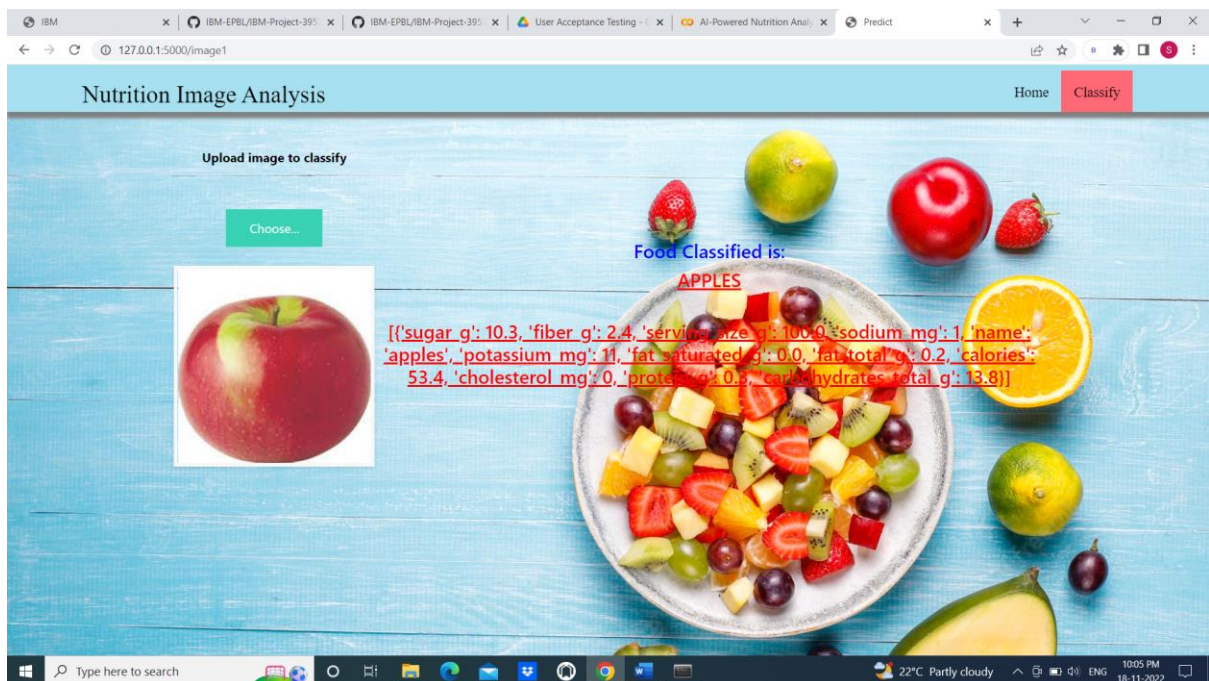 IBM
IBM-EPBL/IBM-Project-395
IBM-EPBL/IBM-Project-395
User Acceptance Testing -
AI-Powered Nutrition Analy
Predict
127.0.0.1:5000/image1
S
Nutrition Image Analysis
Home
Classify
Upload image to classify
Choose...
Food Classified is:
APPLES
[{'sugar_g': 10.3, 'fiber_g': 2.4, 'serving_size_g': 100.0, 'sodium_mg': 1, 'name':
'apples', 'potassium_mg': 11, 'fat_saturated_g': 0.0, 'fat_total_g': 0.2, 'calories':
53.4, 'cholesterol_mg': 0, 'protein_g': 0.3, 'carbohydrates_total_g': 13.8}]
Type here to search
22°C Partly cloudy
ENG
10:05 PM
18-11-2022